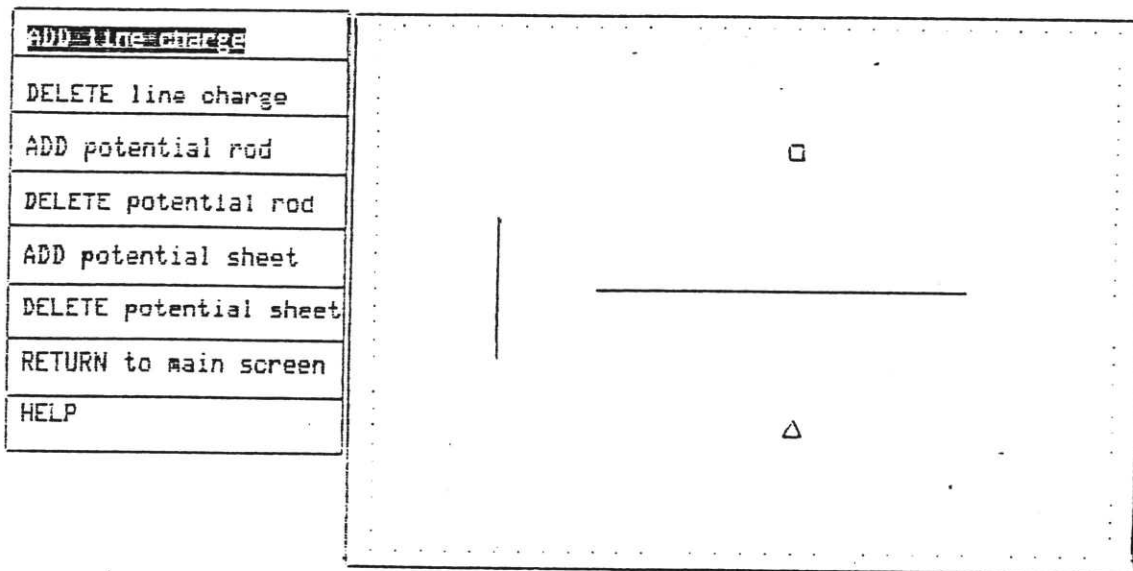 ADD line charge
DELETE line charge
ADD potential rod
DELETE potential rod
ADD potential sheet
DELETE potential sheet
RETURN to main screen
HELP